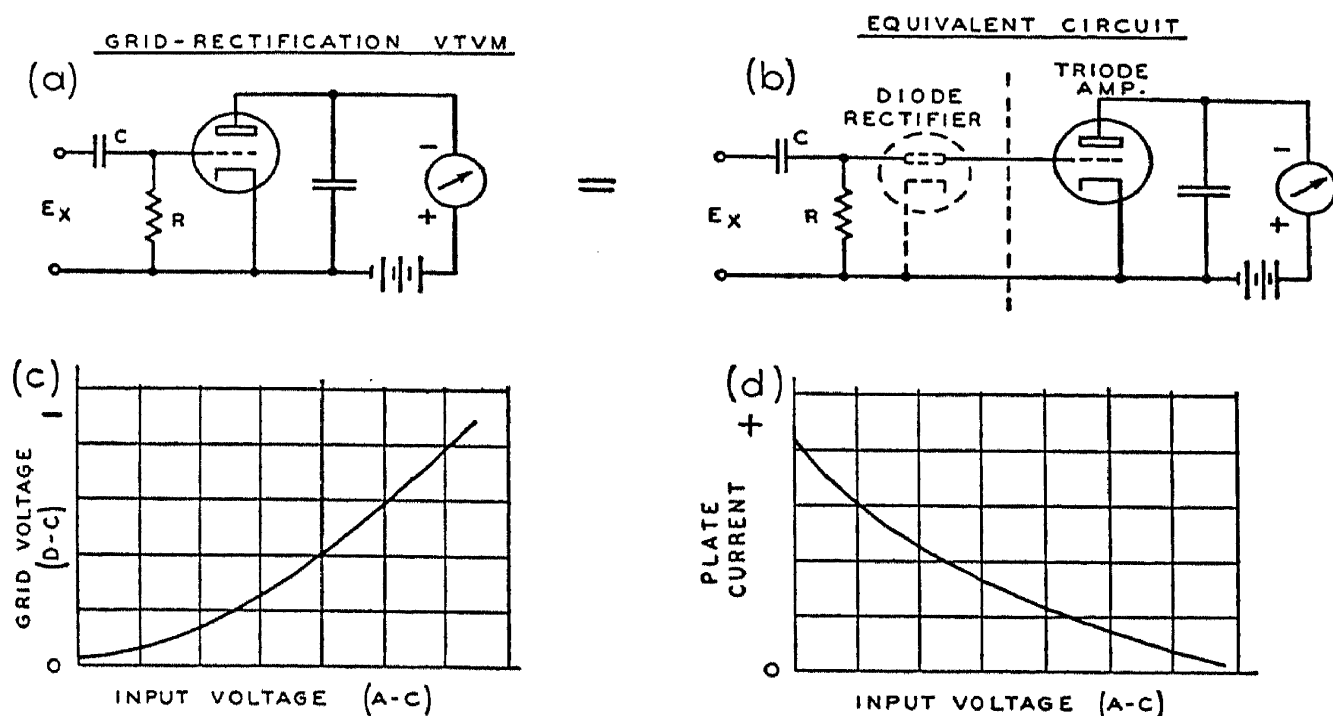 GRID-RECTIFICATION VTVM
(a)
C
R
Ex
-
+
=
EQUIVALENT CIRCUIT
(b)
DIODE
RECTIFIER
TRIODE
AMP.
C
R
Ex
-
+
(c)
-
GRID VOLTAGE
(D-C)
0
INPUT VOLTAGE (A-C)
(d)
+
PLATE
CURRENT
0
INPUT VOLTAGE (A-C)